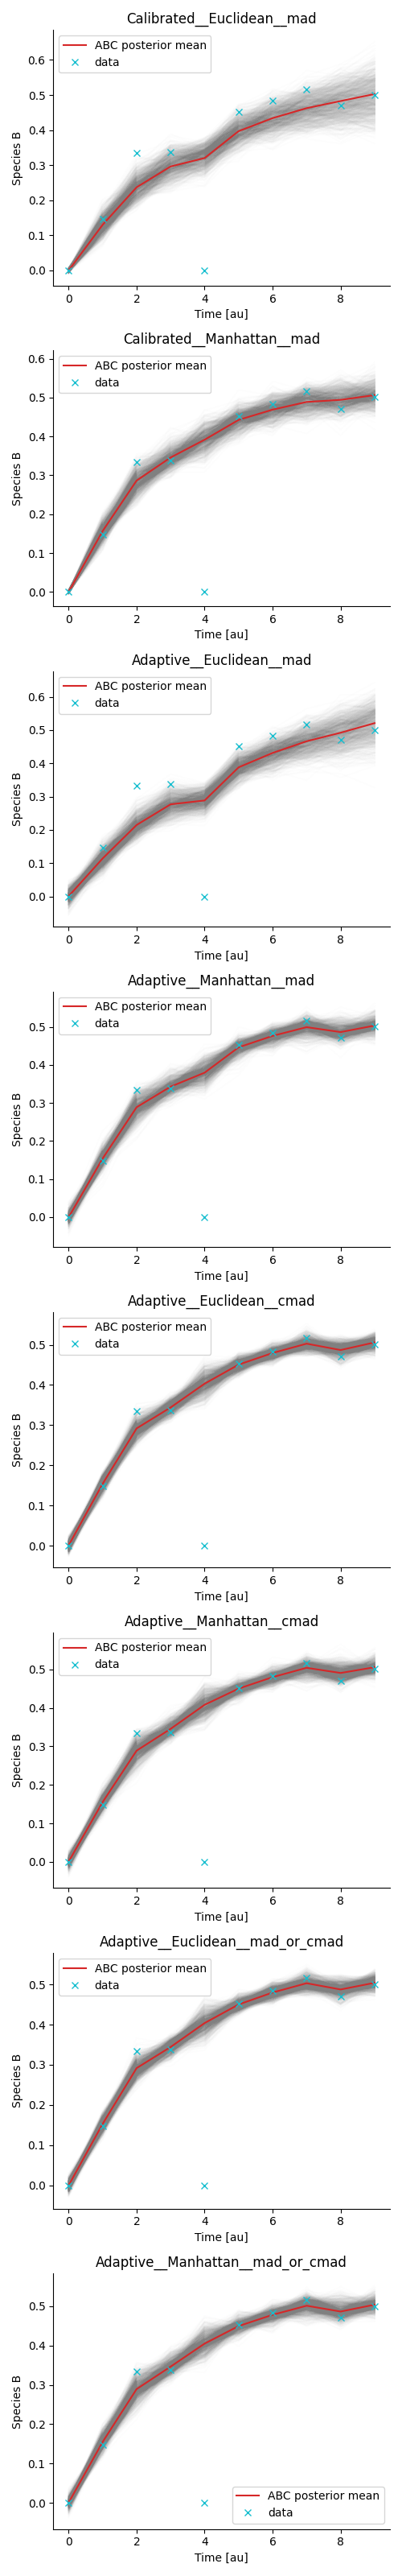 Calibrated__Euclidean__mad
ABC posterior mean
data
0.6
0.5
0.4
0.3
0.2
0.1
0.0
Species B
0 2 4 6 8
Time [au]
Calibrated__Manhattan__mad
ABC posterior mean
data
0.6
0.5
0.4
0.3
0.2
0.1
0.0
Species B
0 2 4 6 8
Time [au]
Adaptive__Euclidean__mad
ABC posterior mean
data
0.6
0.5
0.4
0.3
0.2
0.1
0.0
Species B
0 2 4 6 8
Time [au]
Adaptive__Manhattan__mad
ABC posterior mean
data
0.5
0.4
0.3
0.2
0.1
0.0
Species B
0 2 4 6 8
Time [au]
Adaptive__Euclidean__cmad
ABC posterior mean
data
0.5
0.4
0.3
0.2
0.1
0.0
Species B
0 2 4 6 8
Time [au]
Adaptive__Manhattan__cmad
ABC posterior mean
data
0.5
0.4
0.3
0.2
0.1
0.0
Species B
0 2 4 6 8
Time [au]
Adaptive__Euclidean__mad_or_cmad
ABC posterior mean
data
0.5
0.4
0.3
0.2
0.1
0.0
Species B
0 2 4 6 8
Time [au]
Adaptive__Manhattan__mad_or_cmad
0.5
0.4
0.3
0.2
0.1
0.0
Species B
ABC posterior mean
data
0 2 4 6 8
Time [au]